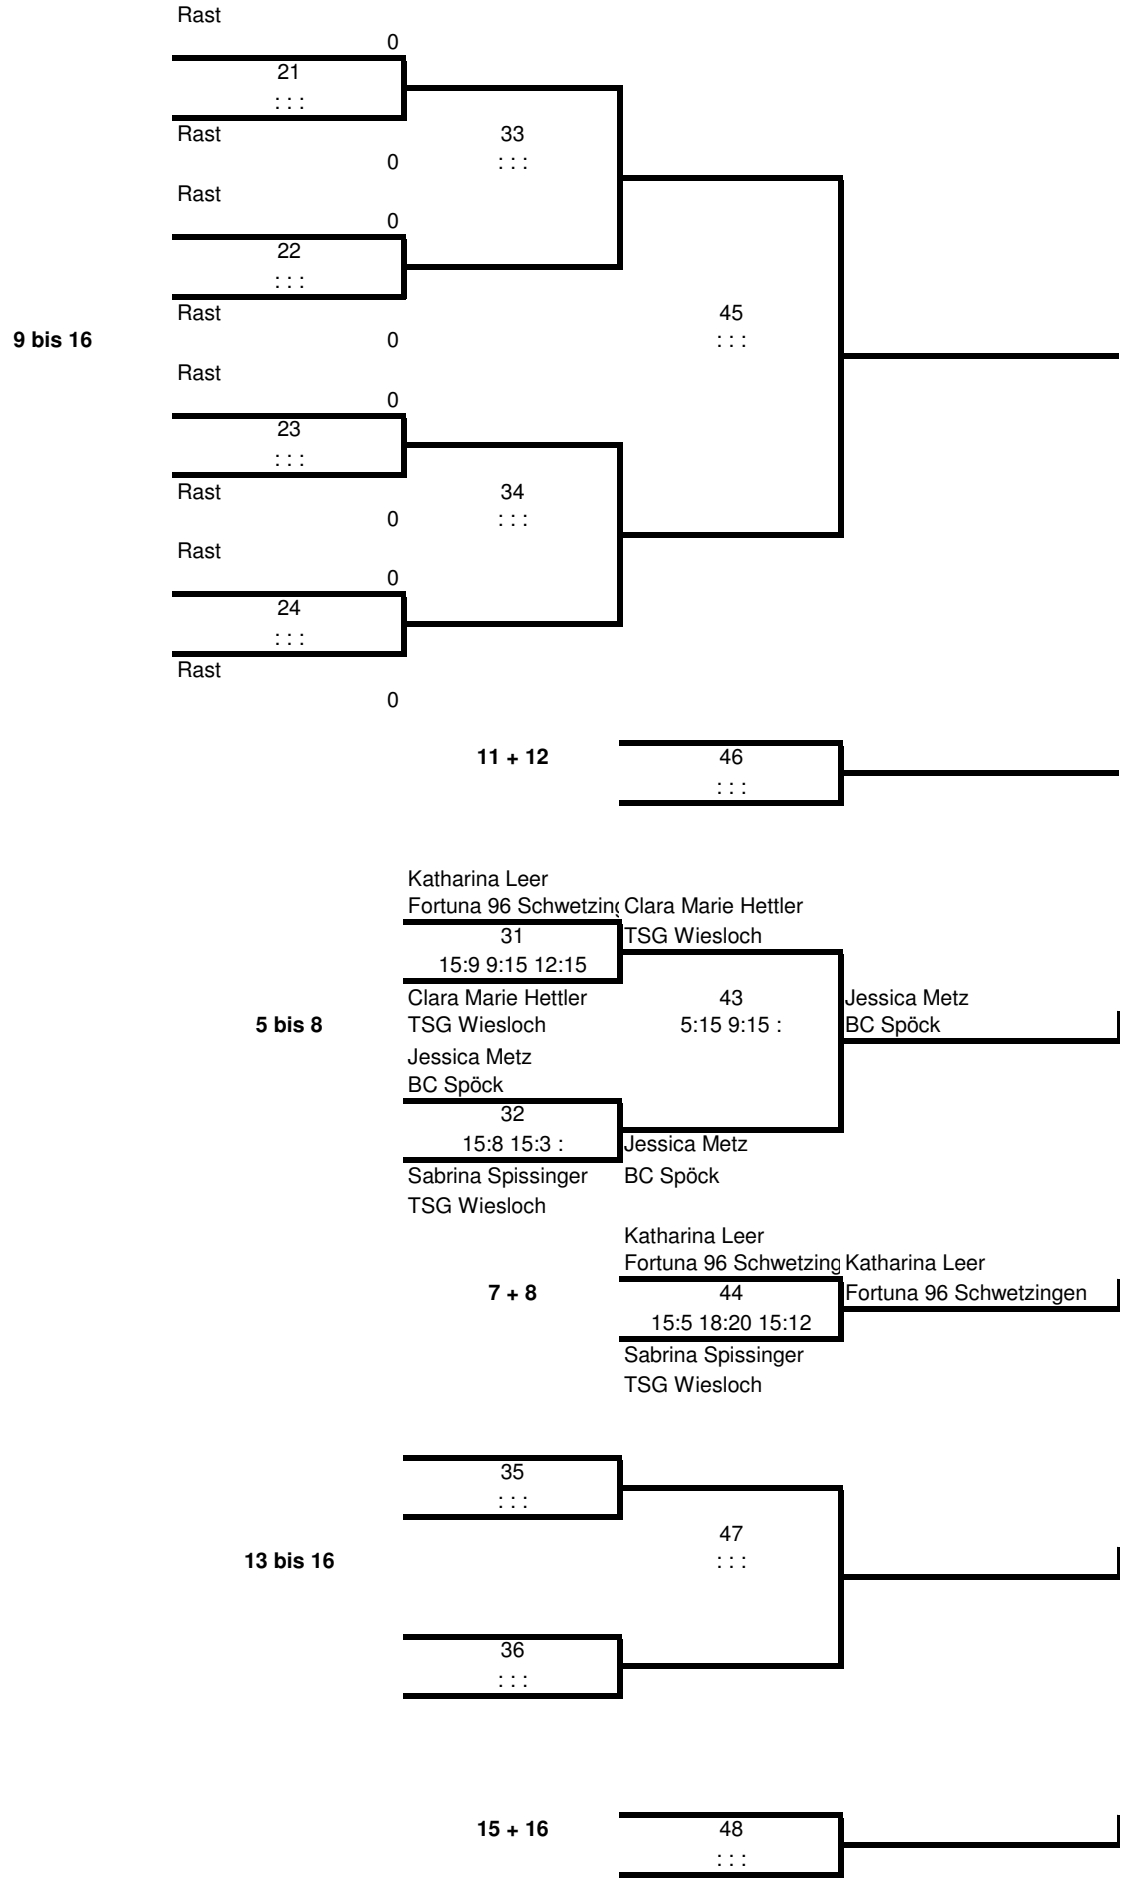 Rast
0
21
: : :
Rast
33
0
: : :
Rast
0
22
: : :
Rast
45
9 bis 16
0
: : :
Rast
0
23
: : :
Rast
34
0
: : :
Rast
0
24
: : :
Rast
0
11 + 12
46
: : :
Katharina Leer
Fortuna 96 Schwetzing
Clara Marie Hettler
31
TSG Wiesloch
15:9 9:15 12:15
Clara Marie Hettler
43
Jessica Metz
5 bis 8
TSG Wiesloch
5:15 9:15 :
BC Spöck
Jessica Metz
BC Spöck
32
15:8 15:3 :
Jessica Metz
Sabrina Spissinger
BC Spöck
TSG Wiesloch
Katharina Leer
Fortuna 96 Schwetzing
Katharina Leer
7 + 8
44
Fortuna 96 Schwetzingen
15:5 18:20 15:12
Sabrina Spissinger
TSG Wiesloch
35
: : :
47
13 bis 16
: : :
36
: : :
15 + 16
48
: : :